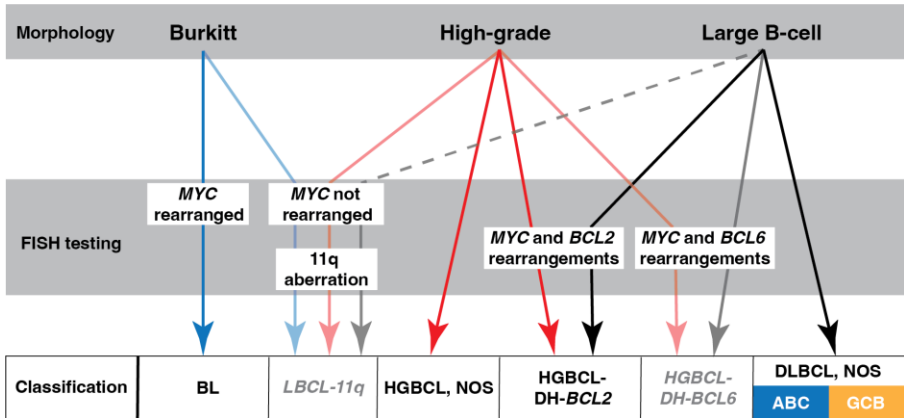 Morphology
Burkitt
High-grade
Large B-cell
FISH testing
MYC
rearranged
MYC not
rearranged
11q
aberration
MYC and BCL2
rearrangements
MYC and BCL6
rearrangements
Classification
BL
LBCL-11q
HGBCL, NOS
HGBCL-
DH-BCL2
HGBCL-
DH-BCL6
DLBCL, NOS
ABC
GCB